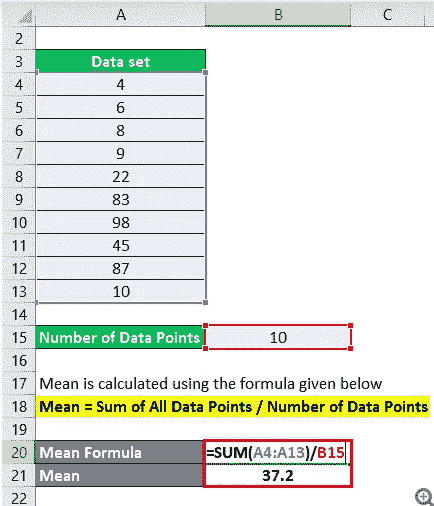 A B C
2
3 Data set
4 4
5 6
6 8
7 9
8 22
9 83
10 98
11 45
12 87
13 10
14
15 Number of Data Points 10
16
17 Mean is calculated using the formula given below
18 Mean = Sum of All Data Points / Number of Data Points
19
20 Mean Formula =SUM(A4:A13)/B15
21 Mean 37.2
22